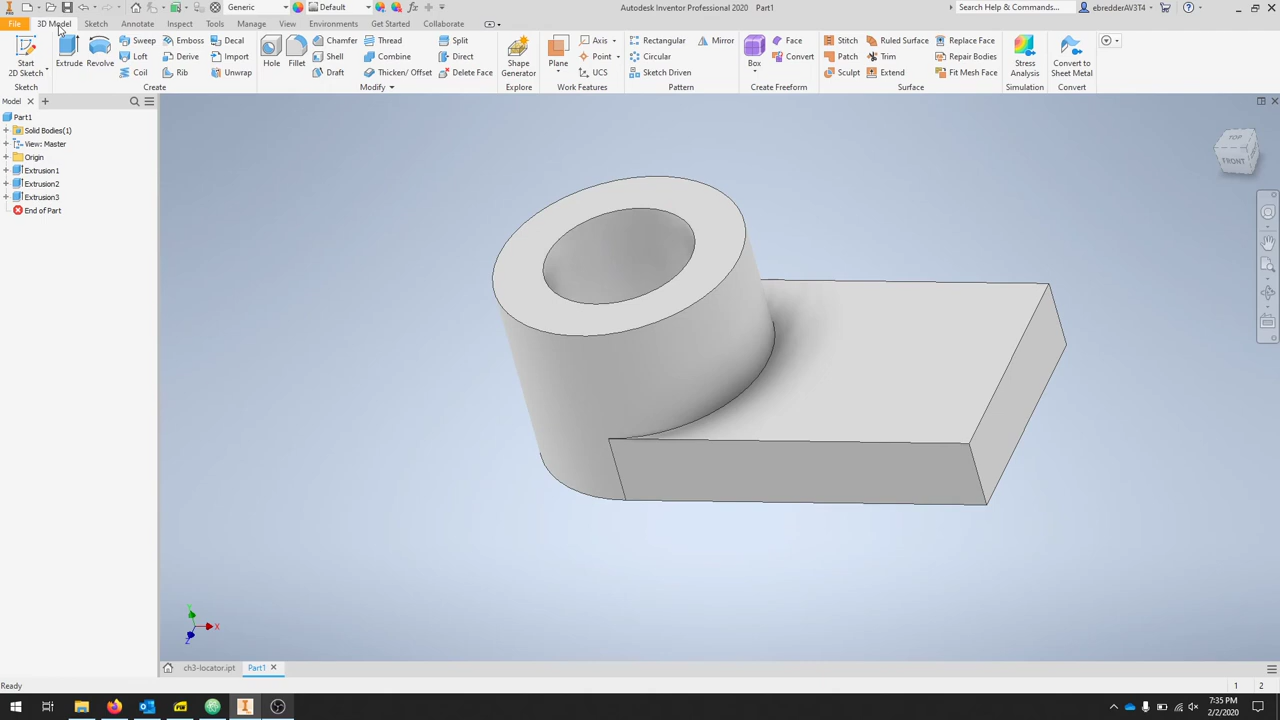 Generic
Default
Autodesk Inventor Professional 2020 Part1
Search Help & Commands...
ebredderAV3T4
File
3D Model
Sketch
Annotate
Inspect
Tools
Manage
View
Environments
Get Started
Collaborate
Start
2D Sketch
Sketch
Extrude
Revolve
Sweep
Loft
Coil
Emboss
Derive
Rib
Decal
Import
Unwrap
Create
Hole
Fillet
Chamfer
Shell
Draft
Thread
Combine
Thicken/ Offset
Split
Direct
Delete Face
Modify
Shape
Generator
Explore
Plane
Axis
Point
UCS
Work Features
Rectangular
Circular
Sketch Driven
Mirror
Pattern
Box
Face
Convert
Create Freeform
Stitch
Patch
Sculpt
Ruled Surface
Trim
Extend
Replace Face
Repair Bodies
Fit Mesh Face
Surface
Stress
Analysis
Simulation
Convert to
Sheet Metal
Convert
Model
Part1
Solid Bodies(1)
View: Master
Origin
Extrusion1
Extrusion2
Extrusion3
End of Part
TOP
FRONT
Y
X
Z
ch3-locator.ipt
Part1
Ready
1
2
7:35 PM
2/2/2020